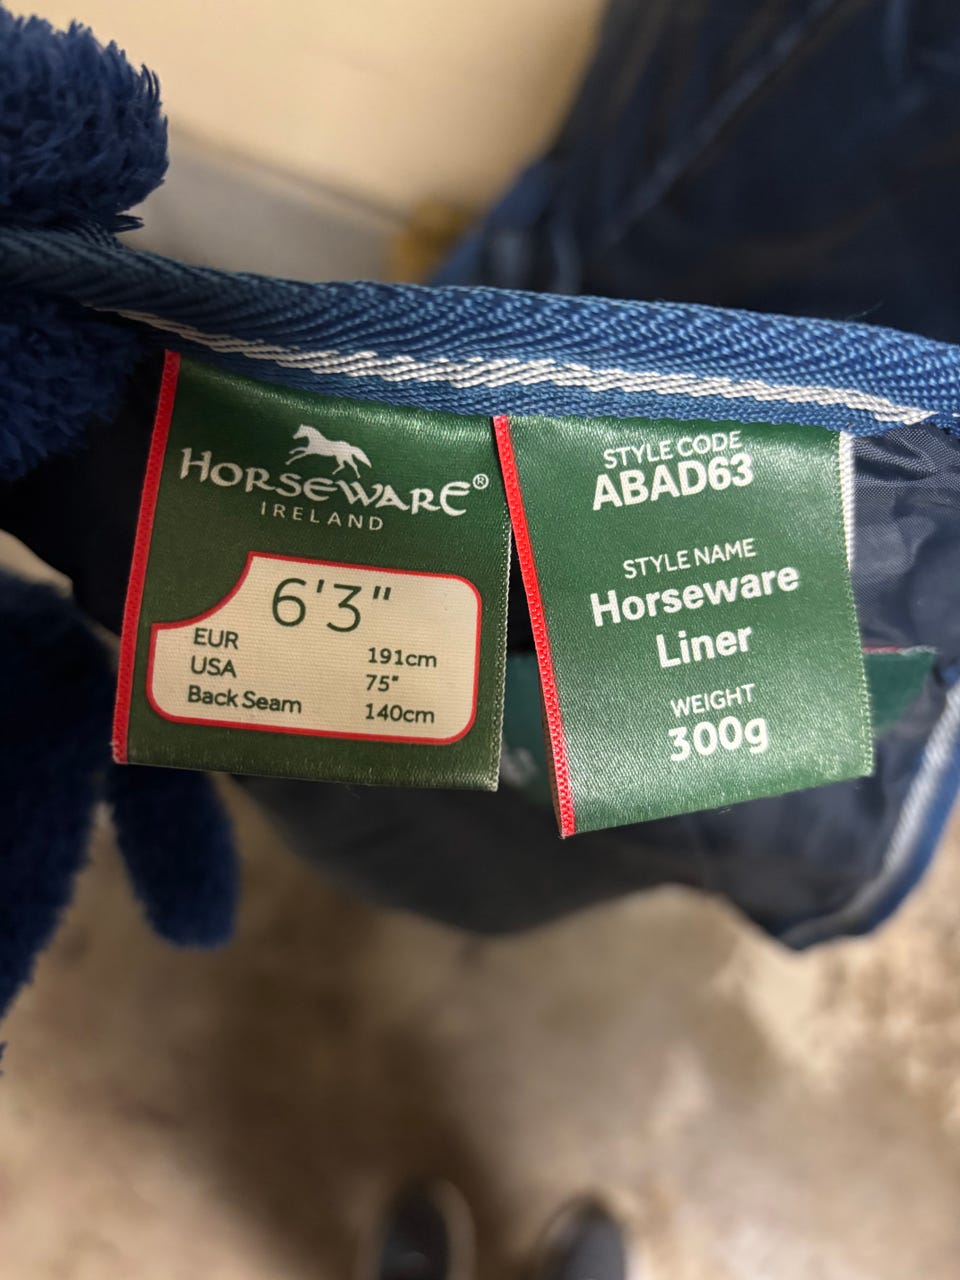 HORSEWARE®
IRELAND
6'3"
EUR 191cm
USA 75"
Back Seam 140cm
STYLE CODE
ABAD63
STYLE NAME
Horseware
Liner
WEIGHT
300g